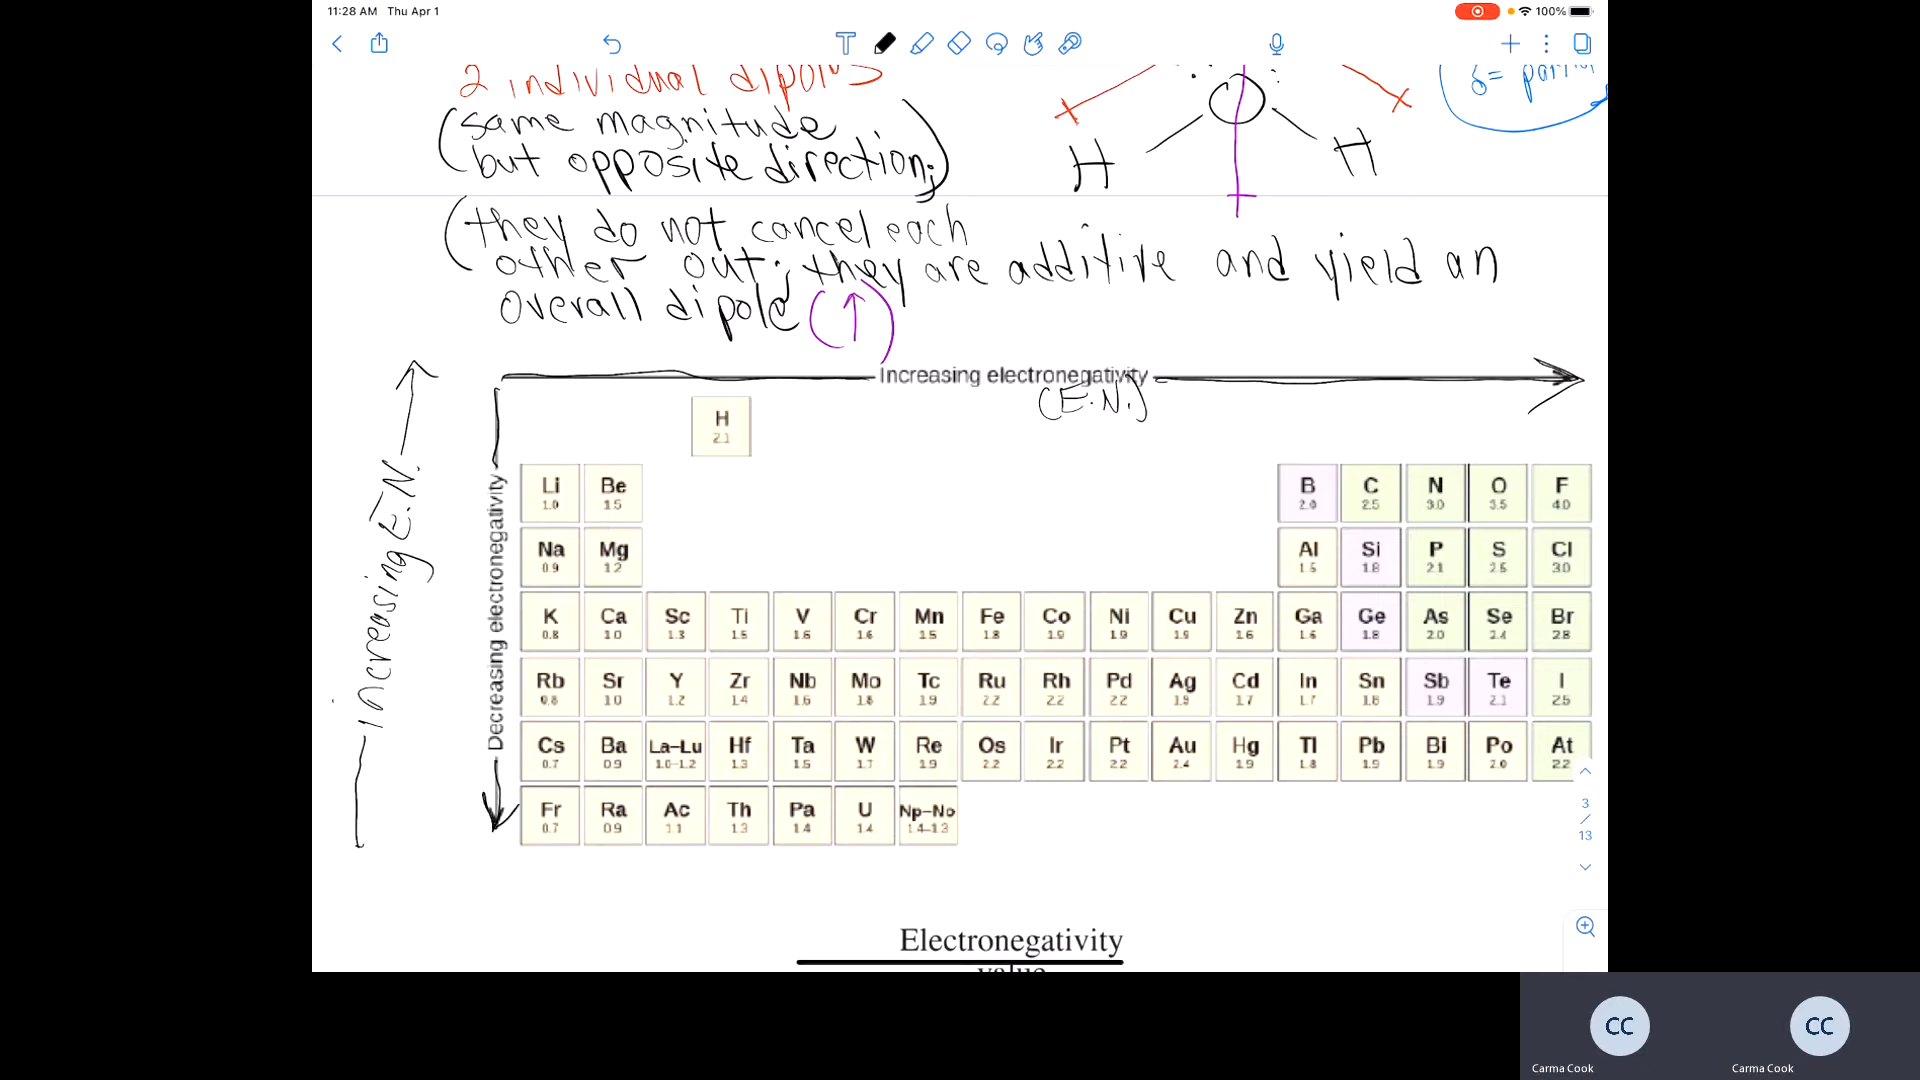 11:28 AM Thu Apr 1
100%
2 individual dipoles
(same magnitude
but opposite direction;)
(they do not cancel each
other out; they are additive and yield an
overall dipole (↑)
H
O
H
δ = partial
Increasing electronegativity
(E.N.)
Increasing E.N.
Decreasing electronegativity
H 2.1
Li 1.0 Be 1.5 B 2.0 C 2.5 N 3.0 O 3.5 F 4.0
Na 0.9 Mg 1.2 Al 1.5 Si 1.8 P 2.1 S 2.5 Cl 3.0
K 0.8 Ca 1.0 Sc 1.3 Ti 1.5 V 1.6 Cr 1.6 Mn 1.5 Fe 1.8 Co 1.9 Ni 1.9 Cu 1.9 Zn 1.6 Ga 1.6 Ge 1.8 As 2.0 Se 2.4 Br 2.8
Rb 0.8 Sr 1.0 Y 1.2 Zr 1.4 Nb 1.6 Mo 1.8 Tc 1.9 Ru 2.2 Rh 2.2 Pd 2.2 Ag 1.9 Cd 1.7 In 1.7 Sn 1.8 Sb 1.9 Te 2.1 I 2.5
Cs 0.7 Ba 0.9 La–Lu 1.0–1.2 Hf 1.3 Ta 1.5 W 1.7 Re 1.9 Os 2.2 Ir 2.2 Pt 2.2 Au 2.4 Hg 1.9 Tl 1.8 Pb 1.9 Bi 1.9 Po 2.0 At 2.2
Fr 0.7 Ra 0.9 Ac 1.1 Th 1.3 Pa 1.4 U 1.4 Np–No 1.4–1.3
3
/
13
Electronegativity
value
CC CC
Carma Cook Carma Cook